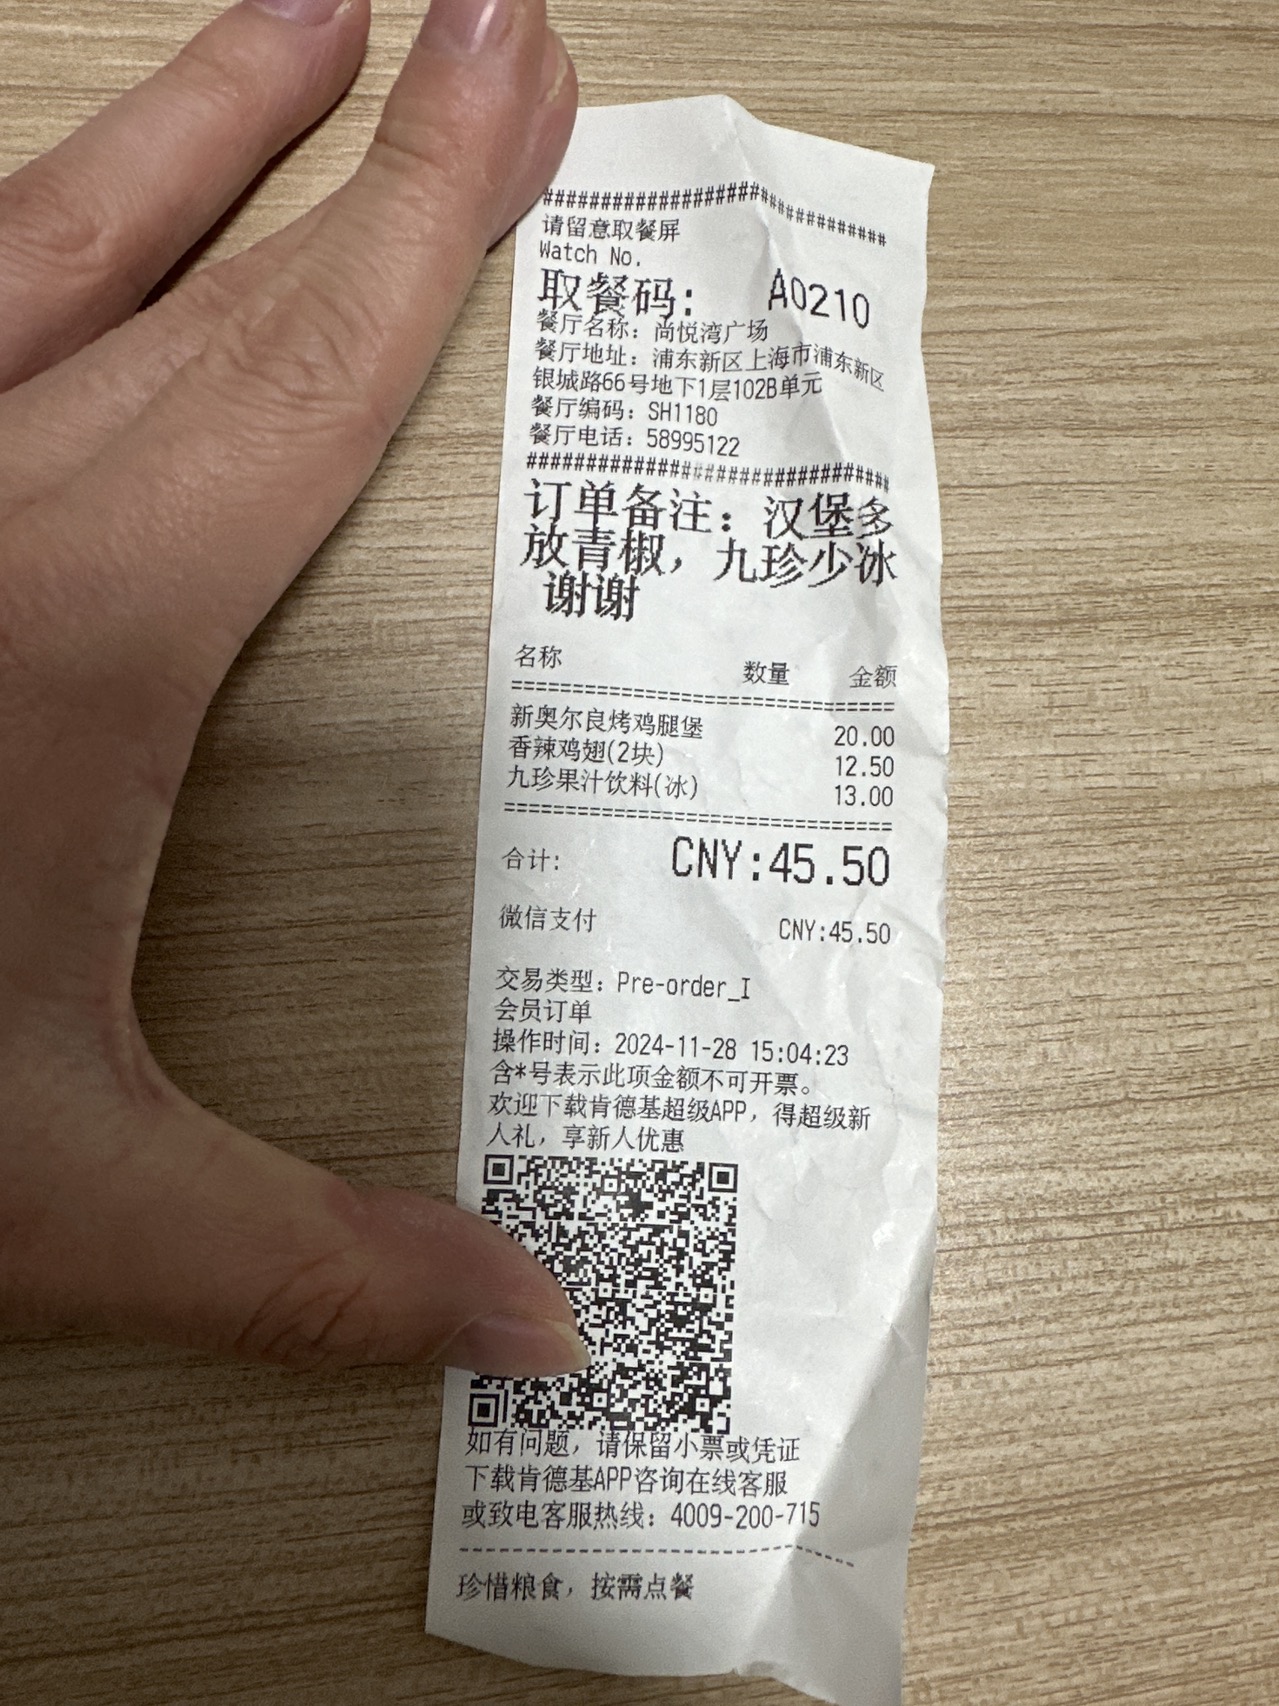 ################################
请留意取餐屏
Watch No.
取餐码： A0210
餐厅名称：尚悦湾广场
餐厅地址：浦东新区上海市浦东新区
银城路66号地下1层102B单元
餐厅编码：SH1180
餐厅电话：58995122
################################
订单备注：汉堡多
放青椒，九珍少冰
谢谢
名称 数量 金额
================================
新奥尔良烤鸡腿堡 20.00
香辣鸡翅(2块) 12.50
九珍果汁饮料(冰) 13.00
================================
合计: CNY:45.50
微信支付 CNY:45.50
交易类型：Pre-order_I
会员订单
操作时间：2024-11-28 15:04:23
含*号表示此项金额不可开票。
欢迎下载肯德基超级APP，得超级新
人礼，享新人优惠
如有问题，请保留小票或凭证
下载肯德基APP咨询在线客服
或致电客服热线：4009-200-715
--------------------------------
珍惜粮食，按需点餐